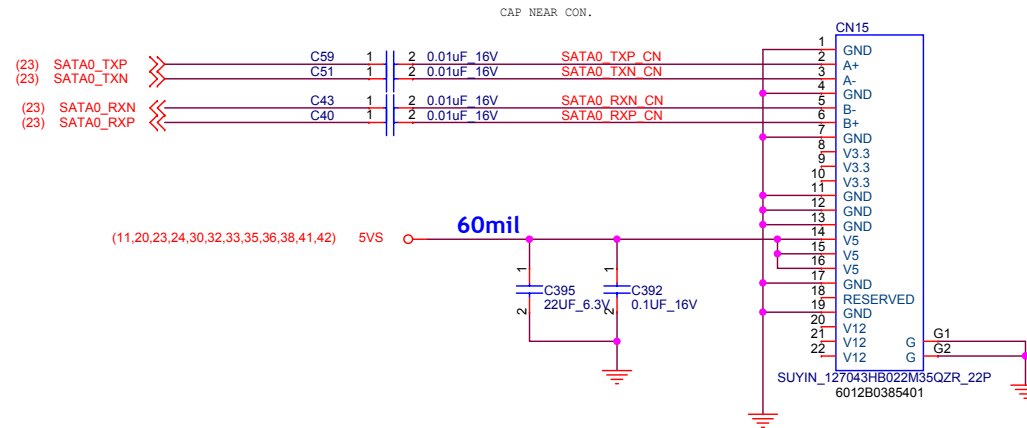 CAP NEAR CON.
CN15
(23) SATA0_TXP C59 1 2 0.01uF_16V SATA0_TXP_CN 2 A+
(23) SATA0_TXN C51 1 2 0.01uF_16V SATA0_TXN_CN 3 A-
(23) SATA0_RXN C43 1 2 0.01uF_16V SATA0_RXN_CN 5 B-
(23) SATA0_RXP C40 1 2 0.01uF_16V SATA0_RXP_CN 6 B+
1 GND
4 GND
7 GND
8 V3.3
9 V3.3
10 V3.3
11 GND
12 GND
13 GND
60mil
(11,20,23,24,30,32,33,35,36,38,41,42) 5VS 14 V5
15 V5
16 V5
17 GND
18 RESERVED
19 GND
20 V12
21 V12
22 V12
1 C395 2 22UF_6.3V
1 C392 2 0.1UF_16V
G G1
G G2
SUYIN_127043HB022M35QZR_22P
6012B0385401